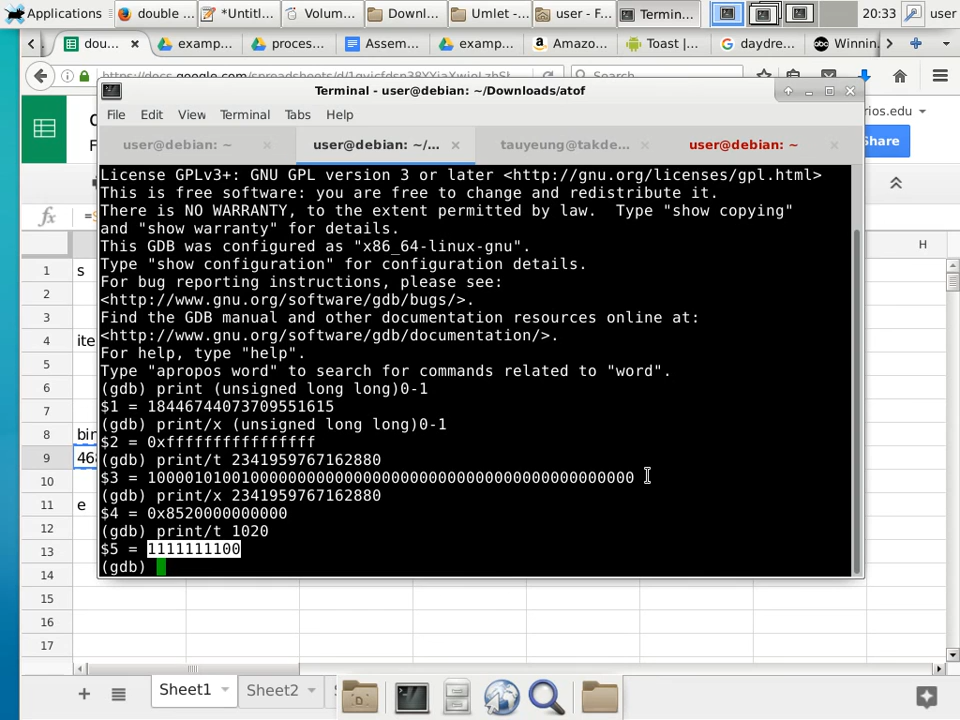 Applications
double ...
*Untitl...
Volum...
Downl...
Umlet -...
user - F...
Termin...
20:33
user
dou...
examp...
proces...
Assem...
examp...
Amazo...
Toast |...
daydre...
Winnin
Search
Terminal - user@debian: ~/Downloads/atof
File Edit View Terminal Tabs Help
rios.edu
Share
user@debian: ~
user@debian: ~/...
tauyeung@takde...
user@debian: ~
License GPLv3+: GNU GPL version 3 or later <http://gnu.org/licenses/gpl.html>
This is free software: you are free to change and redistribute it.
There is NO WARRANTY, to the extent permitted by law.  Type "show copying"
and "show warranty" for details.
This GDB was configured as "x86_64-linux-gnu".
Type "show configuration" for configuration details.
For bug reporting instructions, please see:
<http://www.gnu.org/software/gdb/bugs/>.
Find the GDB manual and other documentation resources online at:
<http://www.gnu.org/software/gdb/documentation/>.
For help, type "help".
Type "apropos word" to search for commands related to "word".
(gdb) print (unsigned long long)0-1
$1 = 18446744073709551615
(gdb) print/x (unsigned long long)0-1
$2 = 0xffffffffffffffff
(gdb) print/t 2341959767162880
$3 = 1000010100100000000000000000000000000000000000000000
(gdb) print/x 2341959767162880
$4 = 0x8520000000000
(gdb) print/t 1020
$5 = 1111111100
(gdb)
fx =
H
1 s
2
3
4 ite
5
6
7
8 bin
9 46
10
11 e
12
13
14
15
16
17
Sheet1
Sheet2